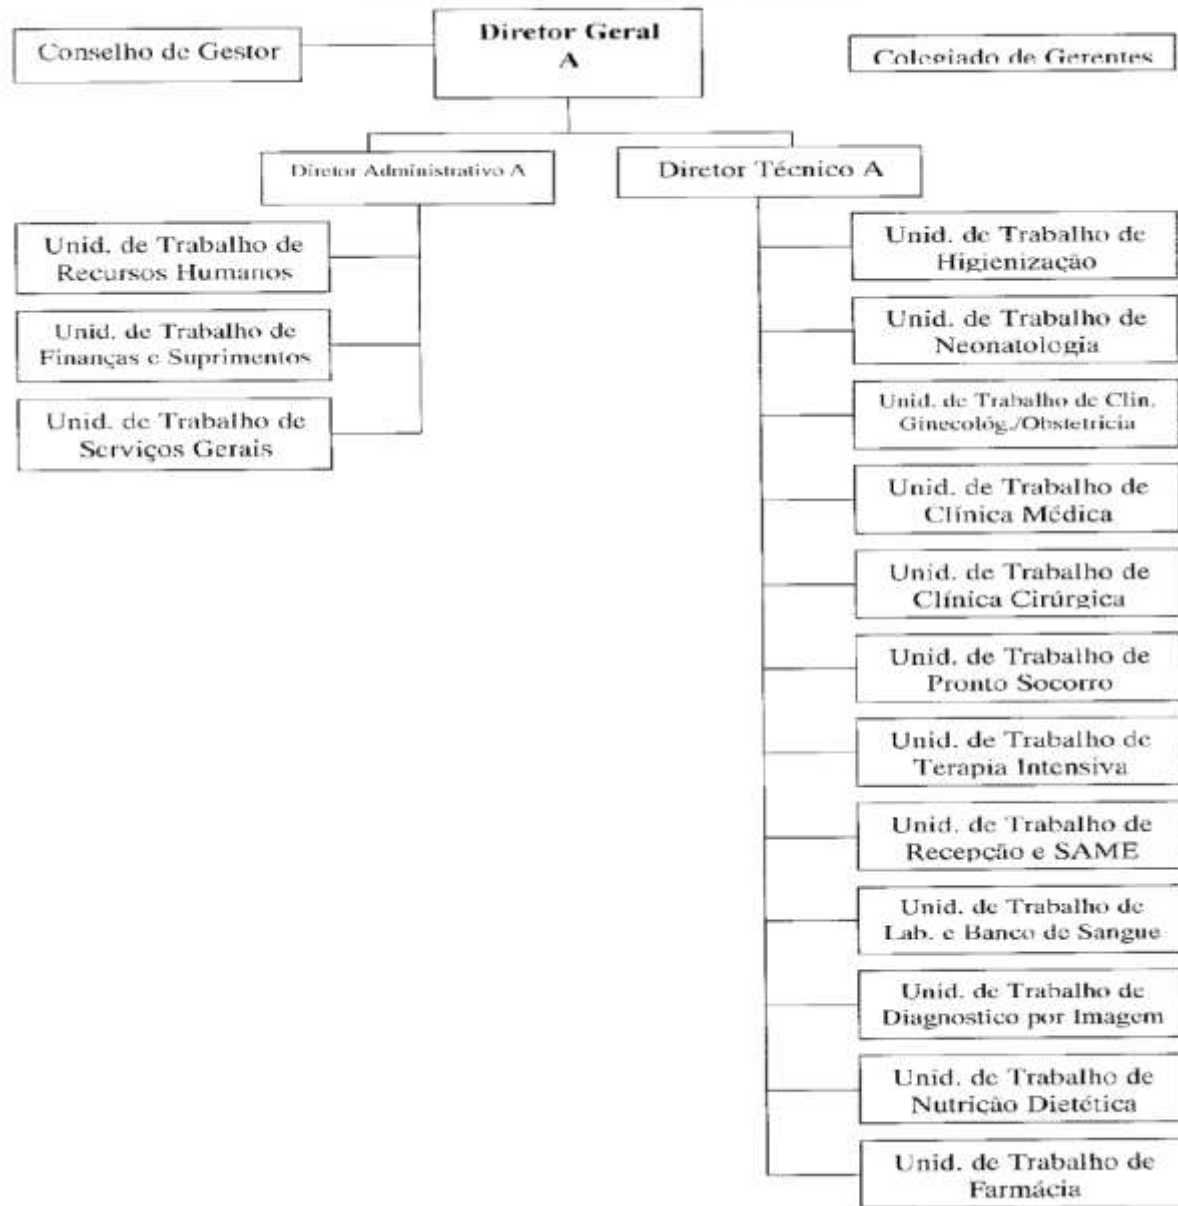 Conselho de Gestor
Diretor Geral
A
Colegiado de Gerentes
Diretor Administrativo A
Diretor Técnico A
Unid. de Trabalho de
Recursos Humanos
Unid. de Trabalho de
Finanças e Suprimentos
Unid. de Trabalho de
Serviços Gerais
Unid. de Trabalho de
Higienização
Unid. de Trabalho de
Neonatologia
Unid. de Trabalho de Clin.
Ginecológ./Obstetricia
Unid. de Trabalho de
Clínica Médica
Unid. de Trabalho de
Clínica Cirúrgica
Unid. de Trabalho de
Pronto Socorro
Unid. de Trabalho de
Terapia Intensiva
Unid. de Trabalho de
Recepção e SAME
Unid. de Trabalho de
Lab. e Banco de Sangue
Unid. de Trabalho de
Diagnostico por Imagem
Unid. de Trabalho de
Nutrição Dietética
Unid. de Trabalho de
Farmácia